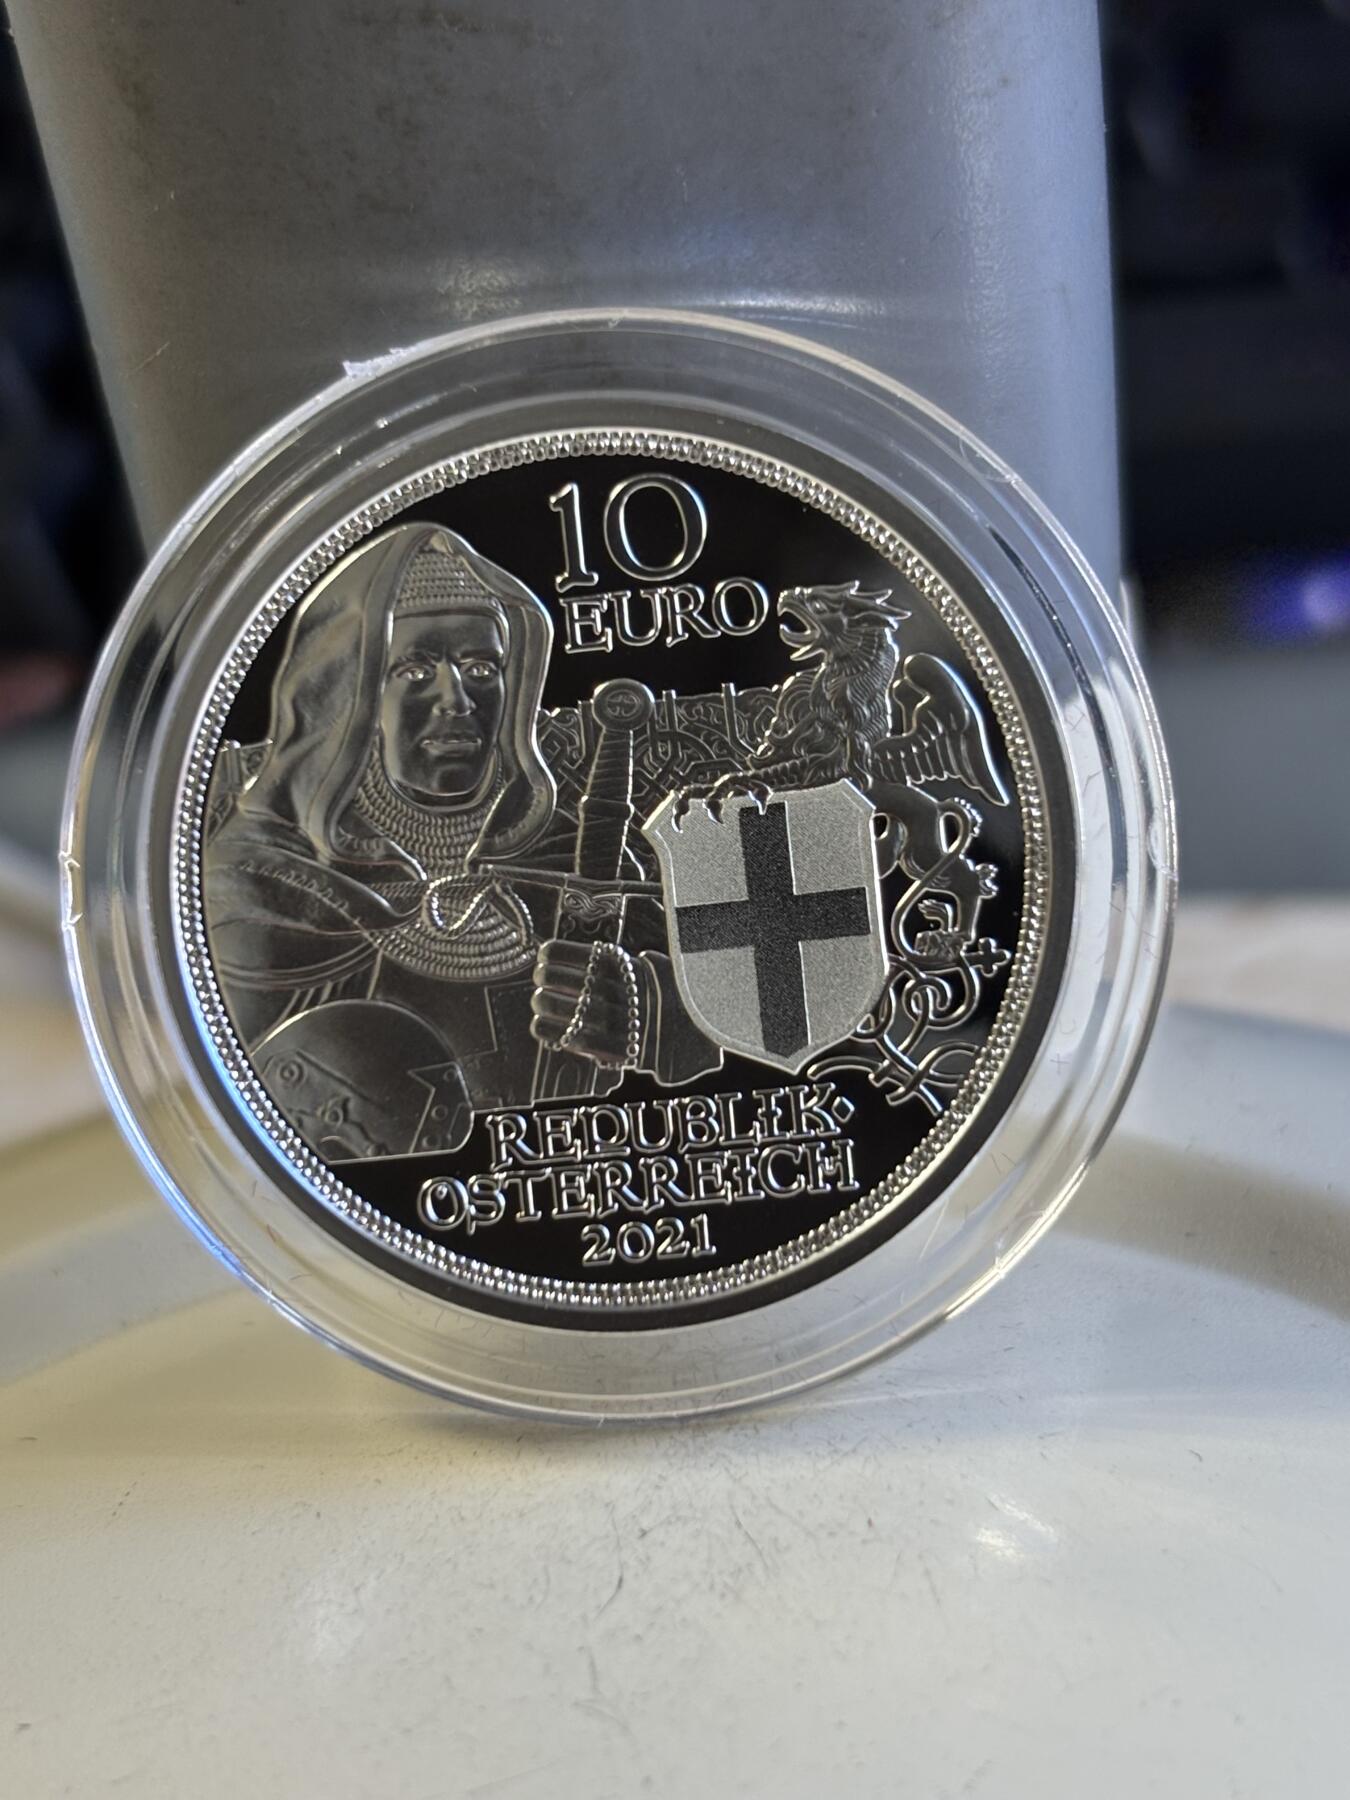 10
EURO
REPUBLIK·
ÖSTERREICH
2021